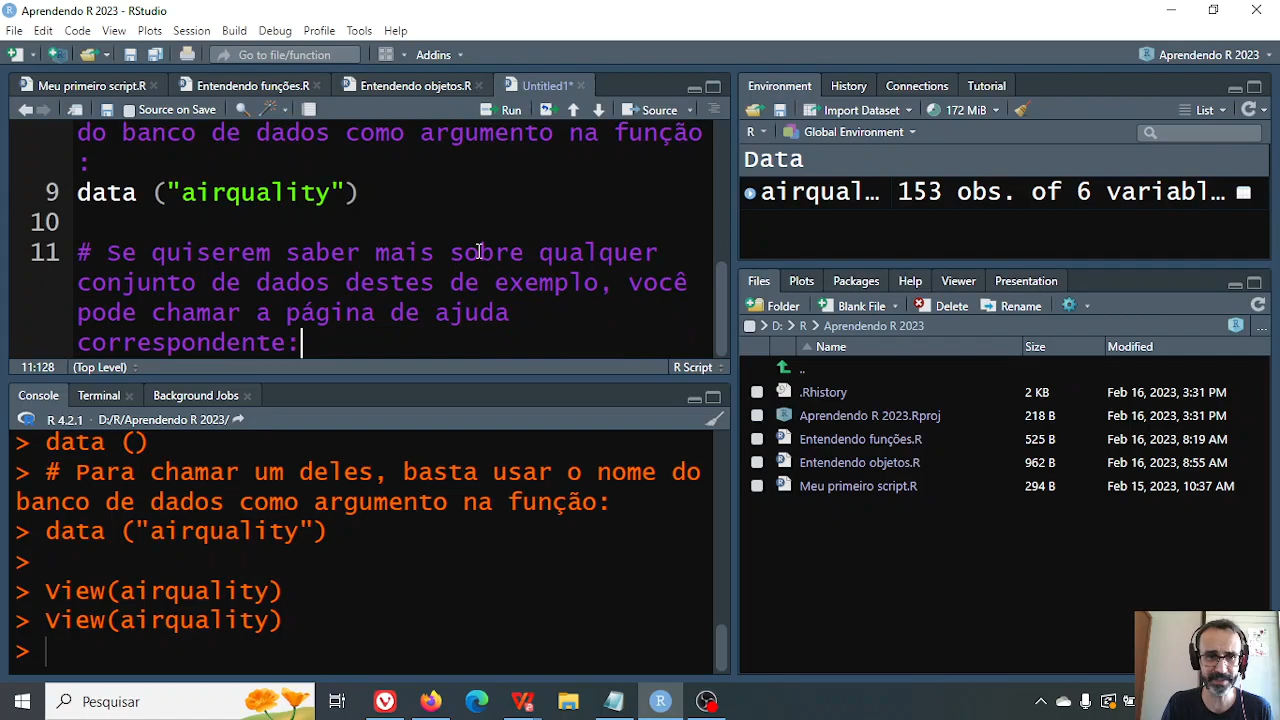 Aprendendo R 2023 - RStudio
File Edit Code View Plots Session Build Debug Profile Tools Help
Go to file/function Addins Aprendendo R 2023
Meu primeiro script.R Entendendo funções.R Entendendo objetos.R Untitled1*
Source on Save Run Source
do banco de dados como argumento na função
:
9 data ("airquality")
10
11 # Se quiserem saber mais sobre qualquer
conjunto de dados destes de exemplo, você
pode chamar a página de ajuda
correspondente:
11:128 (Top Level) R Script
Console Terminal Background Jobs
R 4.2.1 · D:/R/Aprendendo R 2023/
> data ()
> # Para chamar um deles, basta usar o nome do
banco de dados como argumento na função:
> data ("airquality")
>
> View(airquality)
> View(airquality)
>
Environment History Connections Tutorial
Import Dataset 172 MiB List
R Global Environment
Data
airqual… 153 obs. of 6 variabl…
Files Plots Packages Help Viewer Presentation
Folder Blank File Delete Rename
D: R Aprendendo R 2023
Name Size Modified
..
.Rhistory 2 KB Feb 16, 2023, 3:31 PM
Aprendendo R 2023.Rproj 218 B Feb 16, 2023, 3:31 PM
Entendendo funções.R 525 B Feb 16, 2023, 8:19 AM
Entendendo objetos.R 962 B Feb 16, 2023, 8:55 AM
Meu primeiro script.R 294 B Feb 15, 2023, 10:37 AM
Pesquisar